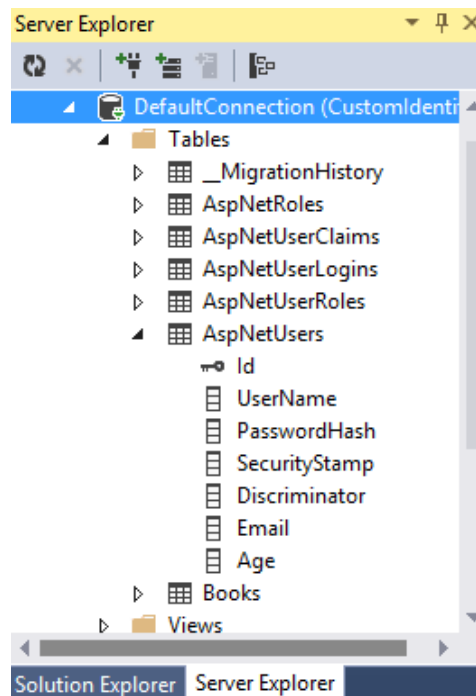 Server Explorer
DefaultConnection (CustomIdenti
Tables
__MigrationHistory
AspNetRoles
AspNetUserClaims
AspNetUserLogins
AspNetUserRoles
AspNetUsers
Id
UserName
PasswordHash
SecurityStamp
Discriminator
Email
Age
Books
Views
Solution Explorer Server Explorer